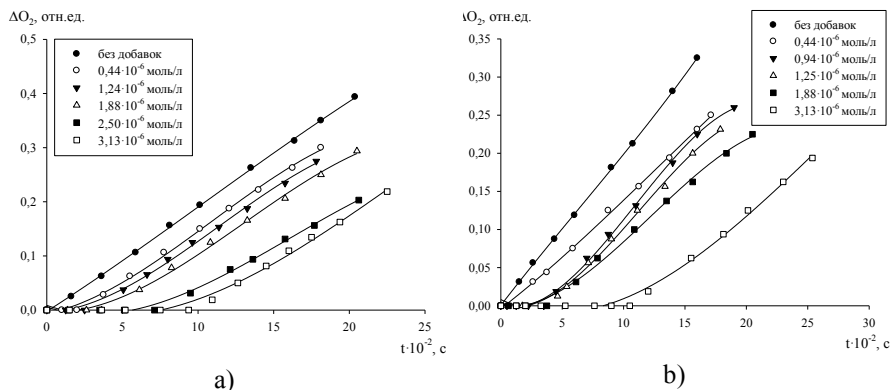 ΔO₂, отн.ед.
0,5
0,4
0,3
0,2
0,1
0,0
0
5
10
15
20
25
t·10⁻², с
без добавок
0,44·10⁻⁶ моль/л
1,24·10⁻⁶ моль/л
1,88·10⁻⁶ моль/л
2,50·10⁻⁶ моль/л
3,13·10⁻⁶ моль/л
а)
ΔO₂, отн.ед.
0,40
0,35
0,30
0,25
0,20
0,15
0,10
0,05
0,00
0
5
10
15
20
25
30
t·10⁻², с
без добавок
0,44·10⁻⁶ моль/л
0,94·10⁻⁶ моль/л
1,25·10⁻⁶ моль/л
1,88·10⁻⁶ моль/л
3,13·10⁻⁶ моль/л
b)